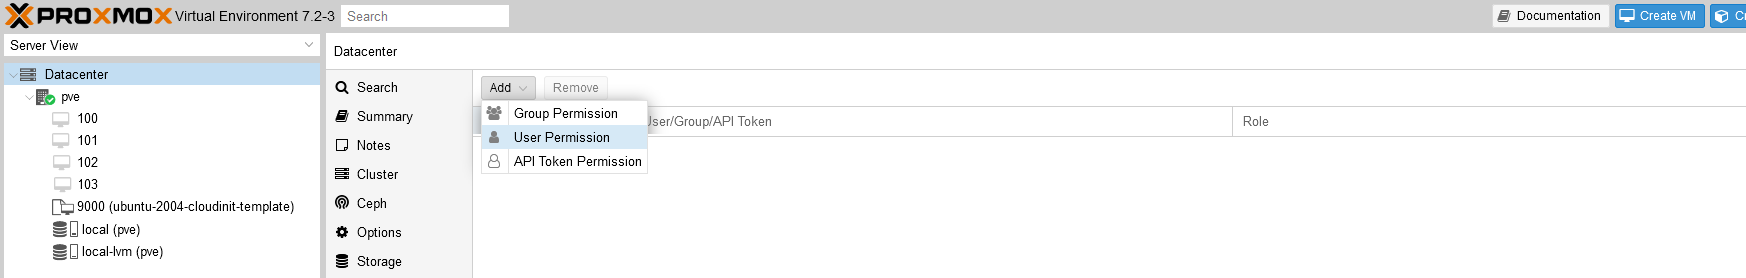 PROXMOX Virtual Environment 7.2-3 Search Documentation Create VM
Server View
Datacenter
pve
100
101
102
103
9000 (ubuntu-2004-cloudinit-template)
local (pve)
local-lvm (pve)
Datacenter
Search
Summary
Notes
Cluster
Ceph
Options
Storage
Add Remove
Group Permission
User Permission
API Token Permission
User/Group/API Token Role